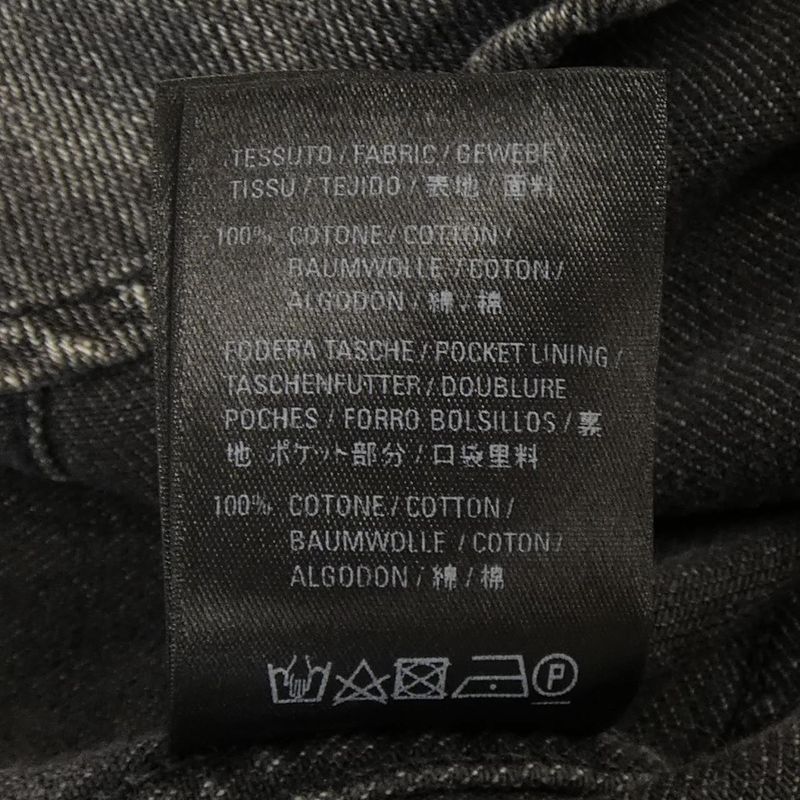 TESSUTO / FABRIC / GEWEBE /
TISSU / TEJIDO / 表地 / 面料
100% COTONE / COTTON /
BAUMWOLLE / COTON /
ALGODON / 綿 / 棉
FODERA TASCHE / POCKET LINING /
TASCHENFUTTER / DOUBLURE
POCHES / FORRO BOLSILLOS / 裏
地 ポケット部分 / 口袋里料
100% COTONE / COTTON /
BAUMWOLLE / COTON /
ALGODON / 綿 / 棉
P